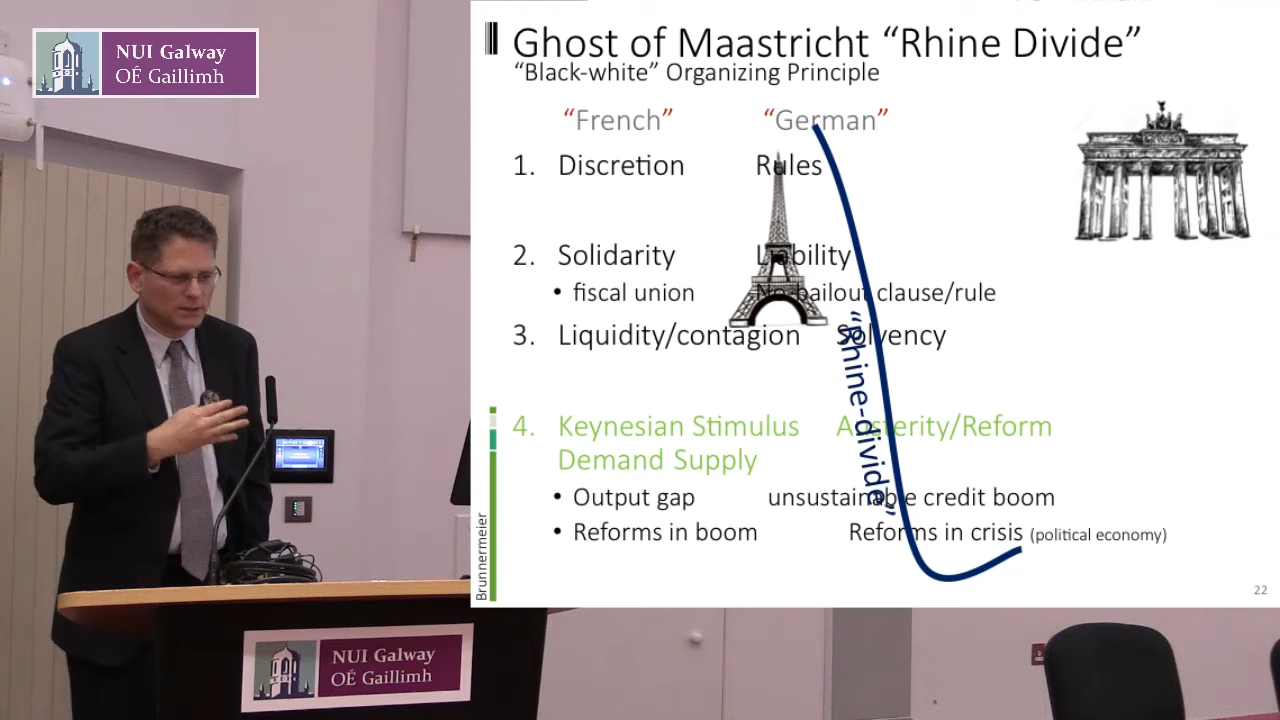 NUI Galway
OÉ Gaillimh
Ghost of Maastricht “Rhine Divide”
“Black-white” Organizing Principle
“French” “German”
1. Discretion Rules
2. Solidarity Liability
• fiscal union No-bailout clause/rule
3. Liquidity/contagion Solvency
“Rhine-divide”
4. Keynesian Stimulus Austerity/Reform
Demand Supply
• Output gap unsustainable credit boom
• Reforms in boom Reforms in crisis (political economy)
Brunnermeier
22
NUI Galway
OÉ Gaillimh